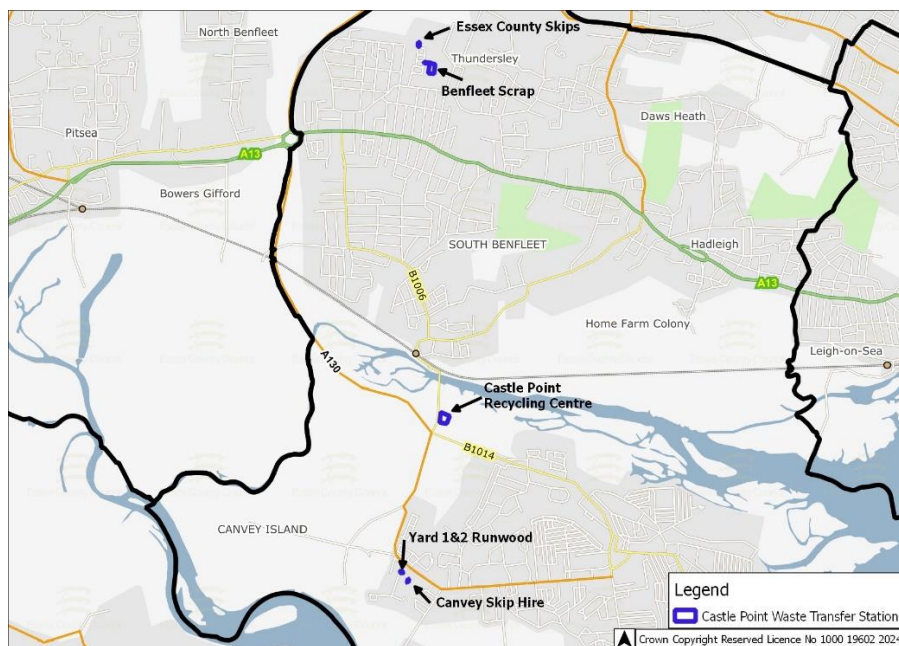 Essex County Skips
North Benfleet
Thundersley
Benfleet Scrap
Daws Heath
Pitsea
A13
Bowers Gifford
SOUTH BENFLEET
Hadleigh
B1006
A13
Home Farm Colony
Leigh-on-Sea
A130
Castle Point
Recycling Centre
B1014
CANVEY ISLAND
Yard 1&2 Runwood
Canvey Skip Hire
Legend
Castle Point Waste Transfer Station
Crown Copyright Reserved Licence No 1000 19602 2024